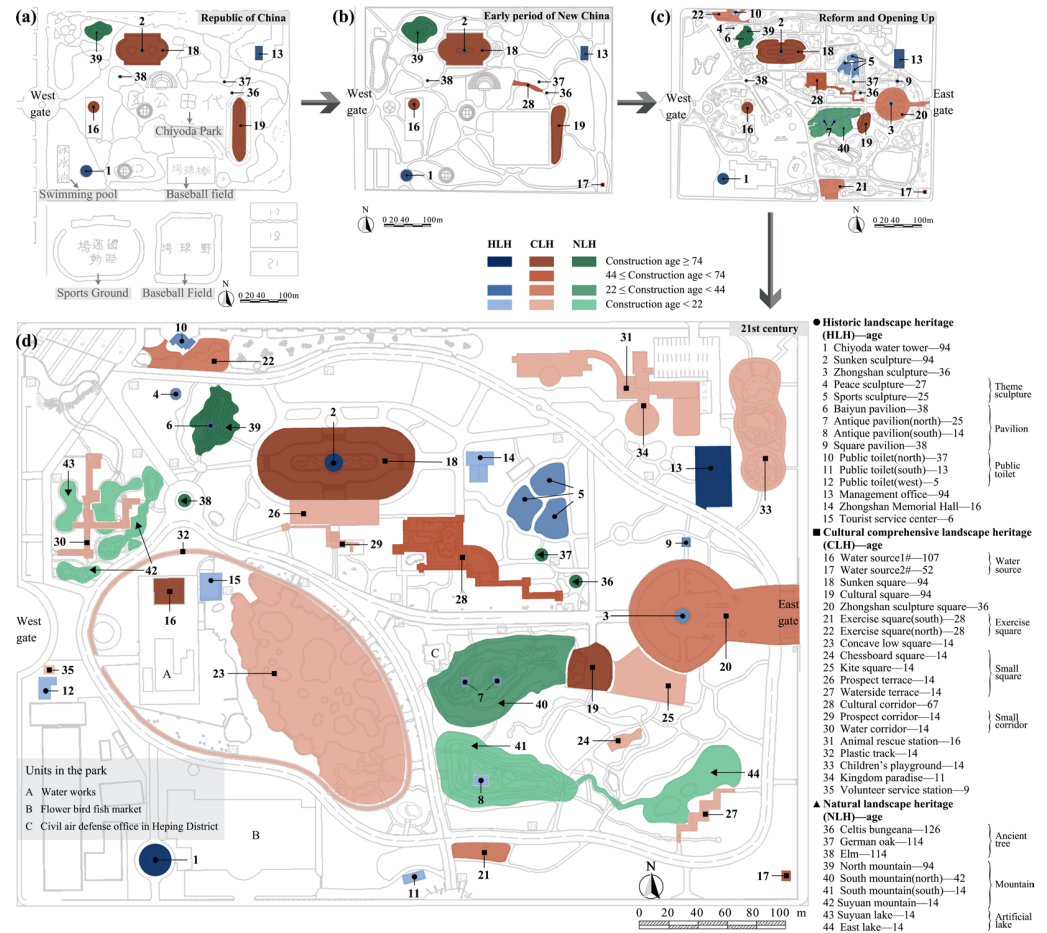 (a)
Republic of China
2
18
39
13
38
37
36
West
gate
16
園公田代千
Chiyoda Park
19
1
Swimming pool
Baseball field
17
18
21
Sports Ground
Baseball Field
N
0 20 40 100m
(b)
Early period of New China
2
18
39
13
38
37
36
28
West
gate
16
19
1
17
N
0 20 40 100m
(c)
Reform and Opening Up
22
10
2
4
39
6
18
5
13
38
37
9
28
36
East
gate
West
gate
16
3
20
7
40
19
1
21
17
N
0 20 40 100m
HLH CLH NLH
Construction age ≥ 74
44 ≤ Construction age < 74
22 ≤ Construction age < 44
Construction age < 22
(d)
21st century
10
22
4
6
39
2
18
14
5
31
34
13
33
43
38
26
29
30
32
42
28
37
9
36
15
16
3
20
East
gate
West
gate
35
12
A
23
C
7
40
19
25
41
24
44
8
27
Units in the park
A Water works
B Flower bird fish market
C Civil air defense office in Heping District
B
1
21
11
17
N
0 20 40 60 80 100 m
Historic landscape heritage
(HLH)—age
1 Chiyoda water tower—94
2 Sunken sculpture—94
3 Zhongshan sculpture—36
4 Peace sculpture—27
5 Sports sculpture—25
Theme
sculpture
6 Baiyun pavilion—38
7 Antique pavilion(north)—25
8 Antique pavilion(south)—14
9 Square pavilion—38
Pavilion
10 Public toilet(north)—37
11 Public toilet(south)—13
12 Public toilet(west)—5
Public
toilet
13 Management office—94
14 Zhongshan Memorial Hall—16
15 Tourist service center—6
Cultural comprehensive landscape heritage
(CLH)—age
16 Water source1#—107
17 Water source2#—52
Water
source
18 Sunken square—94
19 Cultural square—94
20 Zhongshan sculpture square—36
21 Exercise square(south)—28
22 Exercise square(north)—28
Exercise
square
23 Concave low square—14
24 Chessboard square—14
25 Kite square—14
26 Prospect terrace—14
27 Waterside terrace—14
Small
square
28 Cultural corridor—67
29 Prospect corridor—14
30 Water corridor—14
Small
corridor
31 Animal rescue station—16
32 Plastic track—14
33 Children's playground—14
34 Kingdom paradise—11
35 Volunteer service station—9
Natural landscape heritage
(NLH)—age
36 Celtis bungeana—126
37 German oak—114
38 Elm—114
Ancient
tree
39 North mountain—94
40 South mountain(north)—42
41 South mountain(south)—14
42 Suyuan mountain—14
Mountain
43 Suyuan lake—14
44 East lake—14
Artificial
lake